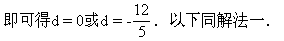 即可得d = 0或d = -12/5. 以下同解法一.